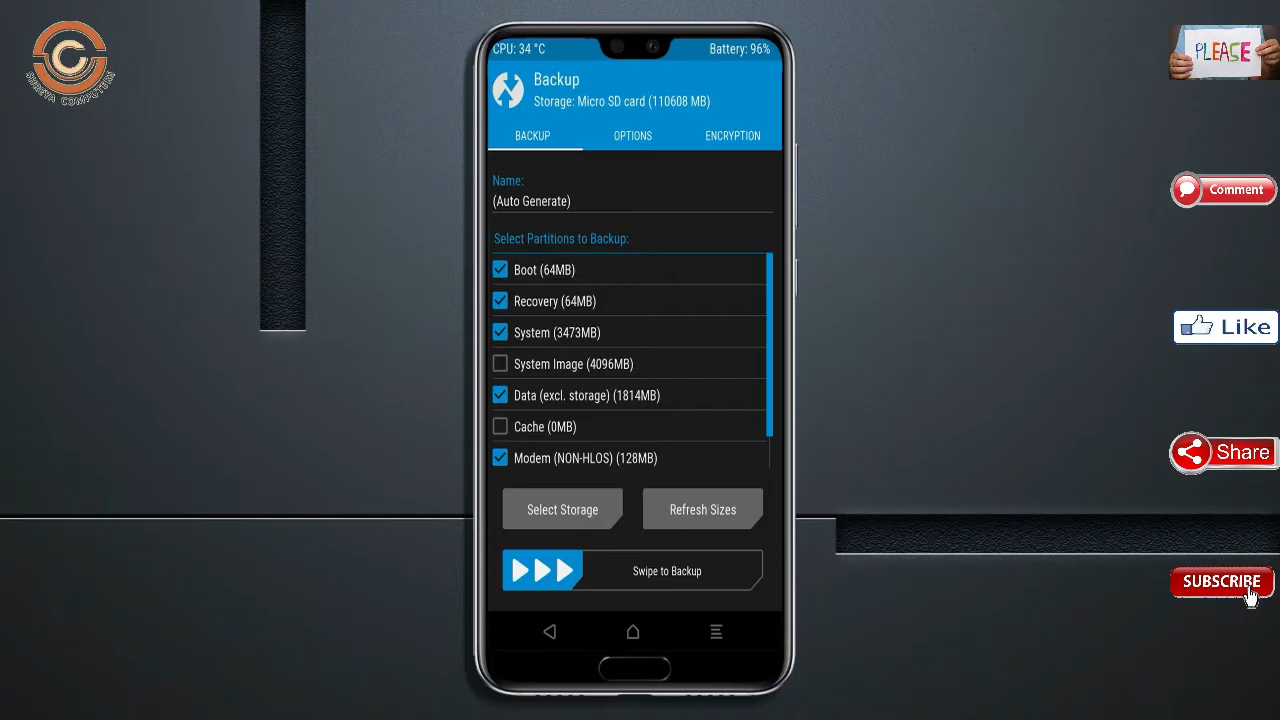 CPU: 34 °C
Battery: 96%
Backup
Storage: Micro SD card (110608 MB)
BACKUP
OPTIONS
ENCRYPTION
Name:
(Auto Generate)
Select Partitions to Backup:
Boot (64MB)
Recovery (64MB)
System (3473MB)
System Image (4096MB)
Data (excl. storage) (1814MB)
Cache (0MB)
Modem (NON-HLOS) (128MB)
Select Storage
Refresh Sizes
Swipe to Backup
C
SHIREYA COMPUTERS
PLEASE
Comment
Like
Share
SUBSCRIBE